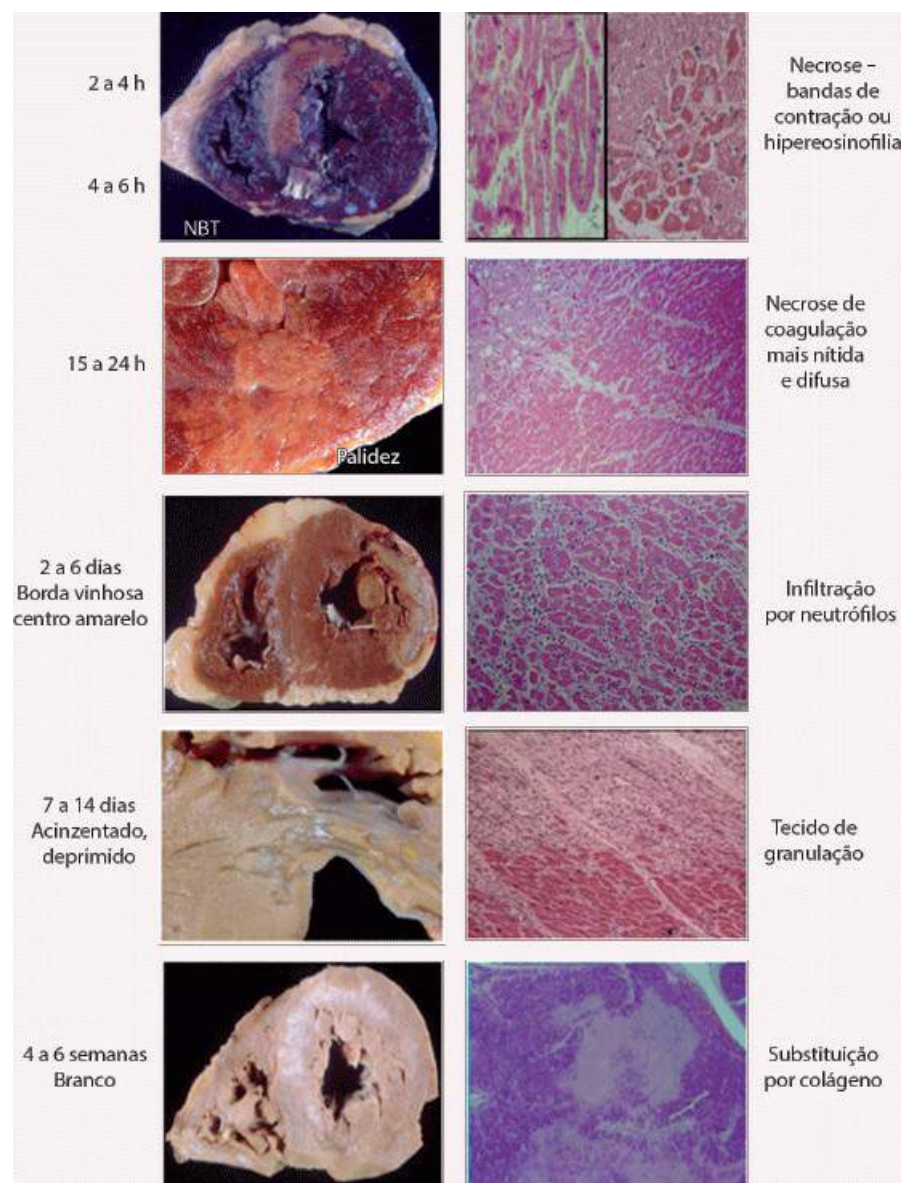 2 a 4 h
4 a 6 h
NBT
Necrose –
bandas de
contração ou
hipereosinofilia
15 a 24 h
Palidez
Necrose de
coagulação
mais nítida
e difusa
2 a 6 dias
Borda vinhosa
centro amarelo
Infiltração
por neutrófilos
7 a 14 dias
Acinzentado,
deprimido
Tecido de
granulação
4 a 6 semanas
Branco
Substituição
por colágeno